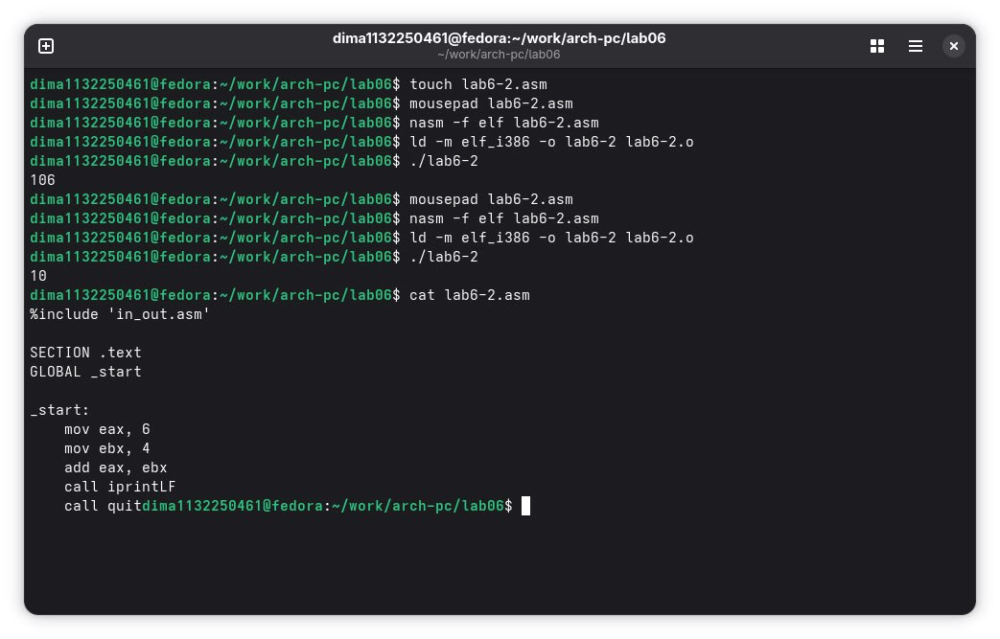 dima1132250461@fedora:~/work/arch-pc/lab06
~/work/arch-pc/lab06
dima1132250461@fedora:~/work/arch-pc/lab06$ touch lab6-2.asm
dima1132250461@fedora:~/work/arch-pc/lab06$ mousepad lab6-2.asm
dima1132250461@fedora:~/work/arch-pc/lab06$ nasm -f elf lab6-2.asm
dima1132250461@fedora:~/work/arch-pc/lab06$ ld -m elf_i386 -o lab6-2 lab6-2.o
dima1132250461@fedora:~/work/arch-pc/lab06$ ./lab6-2
106
dima1132250461@fedora:~/work/arch-pc/lab06$ mousepad lab6-2.asm
dima1132250461@fedora:~/work/arch-pc/lab06$ nasm -f elf lab6-2.asm
dima1132250461@fedora:~/work/arch-pc/lab06$ ld -m elf_i386 -o lab6-2 lab6-2.o
dima1132250461@fedora:~/work/arch-pc/lab06$ ./lab6-2
10
dima1132250461@fedora:~/work/arch-pc/lab06$ cat lab6-2.asm
%include 'in_out.asm'

SECTION .text
GLOBAL _start

_start:
    mov eax, 6
    mov ebx, 4
    add eax, ebx
    call iprintLF
    call quitdima1132250461@fedora:~/work/arch-pc/lab06$